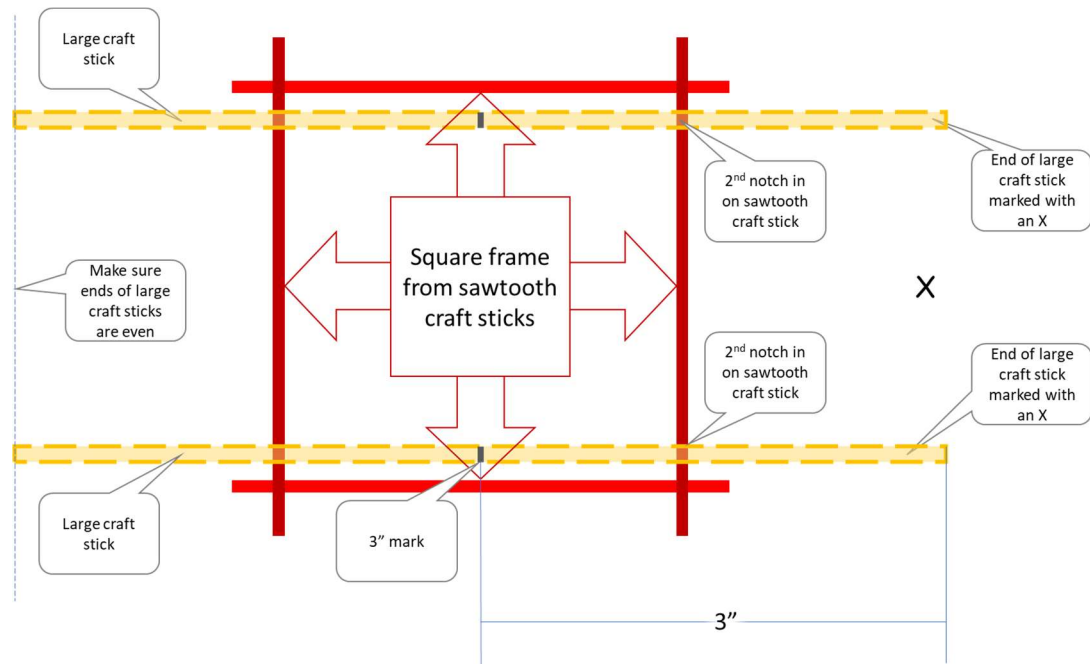 Large craft
stick
2nd notch in
on sawtooth
craft stick
End of large
craft stick
marked with
an X
Square frame
from sawtooth
craft sticks
Make sure
ends of large
craft sticks
are even
X
2nd notch in
on sawtooth
craft stick
End of large
craft stick
marked with
an X
Large craft
stick
3” mark
3”